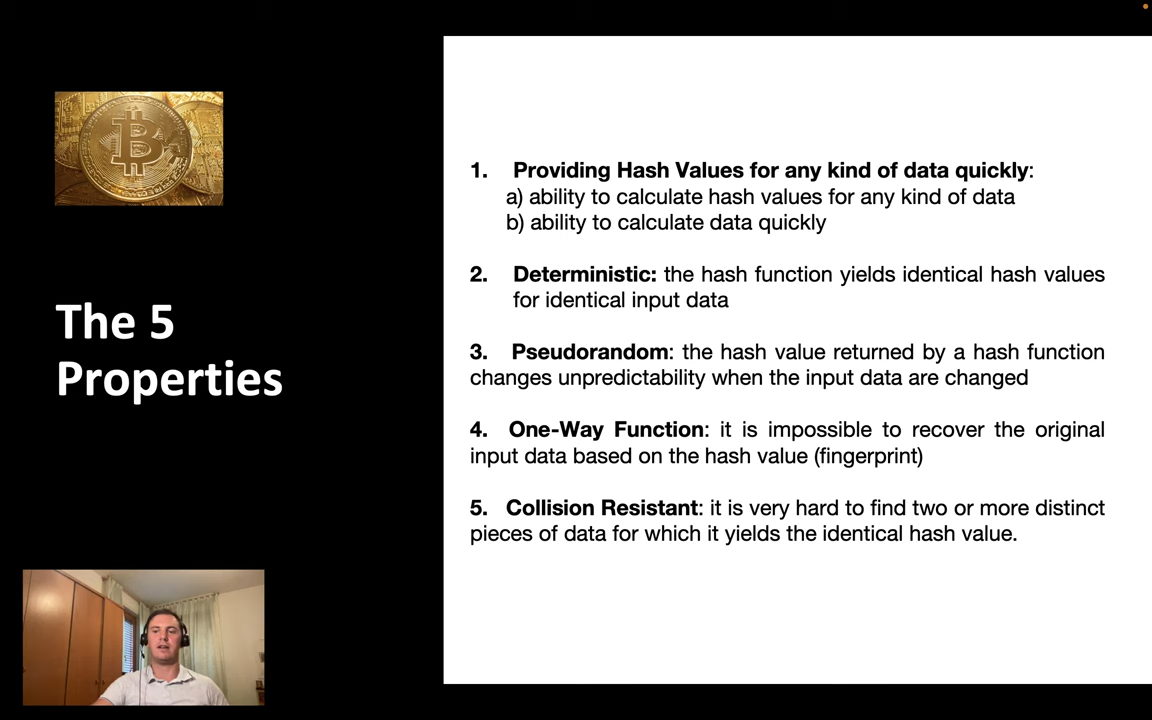 The 5
Properties
1. Providing Hash Values for any kind of data quickly:
a) ability to calculate hash values for any kind of data
b) ability to calculate data quickly
2. Deterministic: the hash function yields identical hash values
for identical input data
3. Pseudorandom: the hash value returned by a hash function
changes unpredictability when the input data are changed
4. One-Way Function: it is impossible to recover the original
input data based on the hash value (fingerprint)
5. Collision Resistant: it is very hard to find two or more distinct
pieces of data for which it yields the identical hash value.